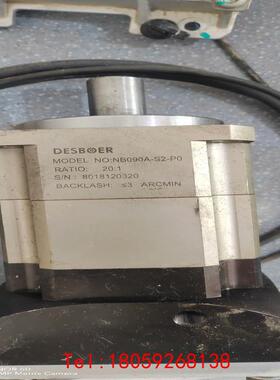 DESBOER
MODEL NO:NB090A-S2-P0
RATIO: 20:1
S/N: 8018120320
BACKLASH: ≤3 ARCMIN
Tel:18059268138